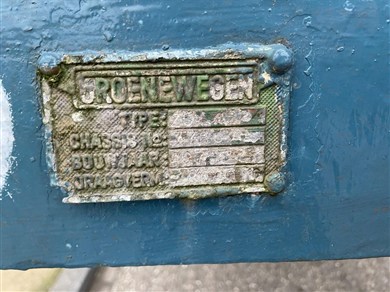 GROENEWEGEN
TYPE:
CHASSIS No:
BOUWJAAR:
DRAAGVERM.